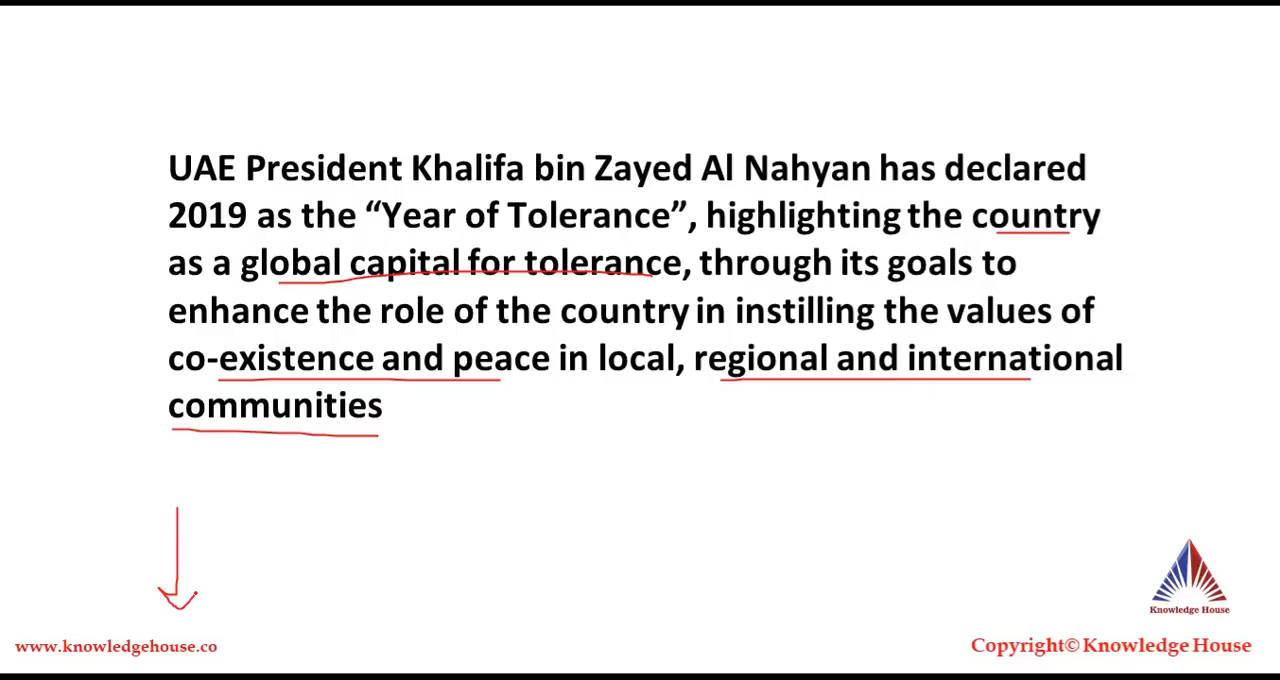 UAE President Khalifa bin Zayed Al Nahyan has declared
2019 as the “Year of Tolerance”, highlighting the country
as a global capital for tolerance, through its goals to
enhance the role of the country in instilling the values of
co-existence and peace in local, regional and international
communities
Knowledge House
www.knowledgehouse.co
Copyright© Knowledge House